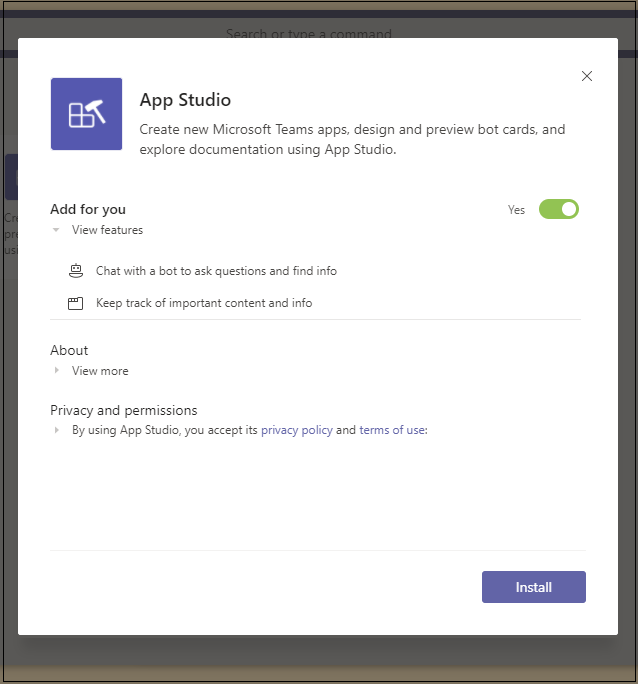 Search or type a command
App Studio
Create new Microsoft Teams apps, design and preview bot cards, and
explore documentation using App Studio.
Add for you
Yes
View features
Chat with a bot to ask questions and find info
Keep track of important content and info
About
View more
Privacy and permissions
By using App Studio, you accept its privacy policy and terms of use:
Install